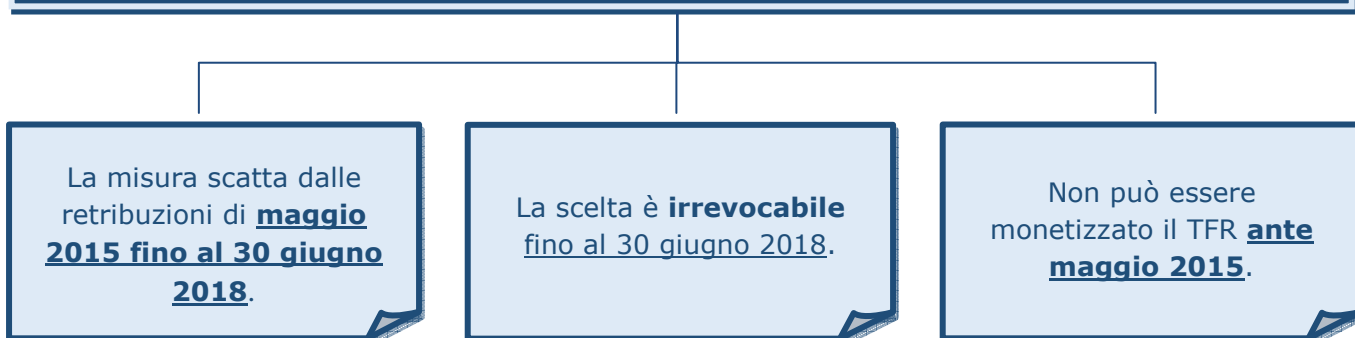 La misura scatta dalle
retribuzioni di maggio
2015 fino al 30 giugno
2018.
La scelta è irrevocabile
fino al 30 giugno 2018.
Non può essere
monetizzato il TFR ante
maggio 2015.